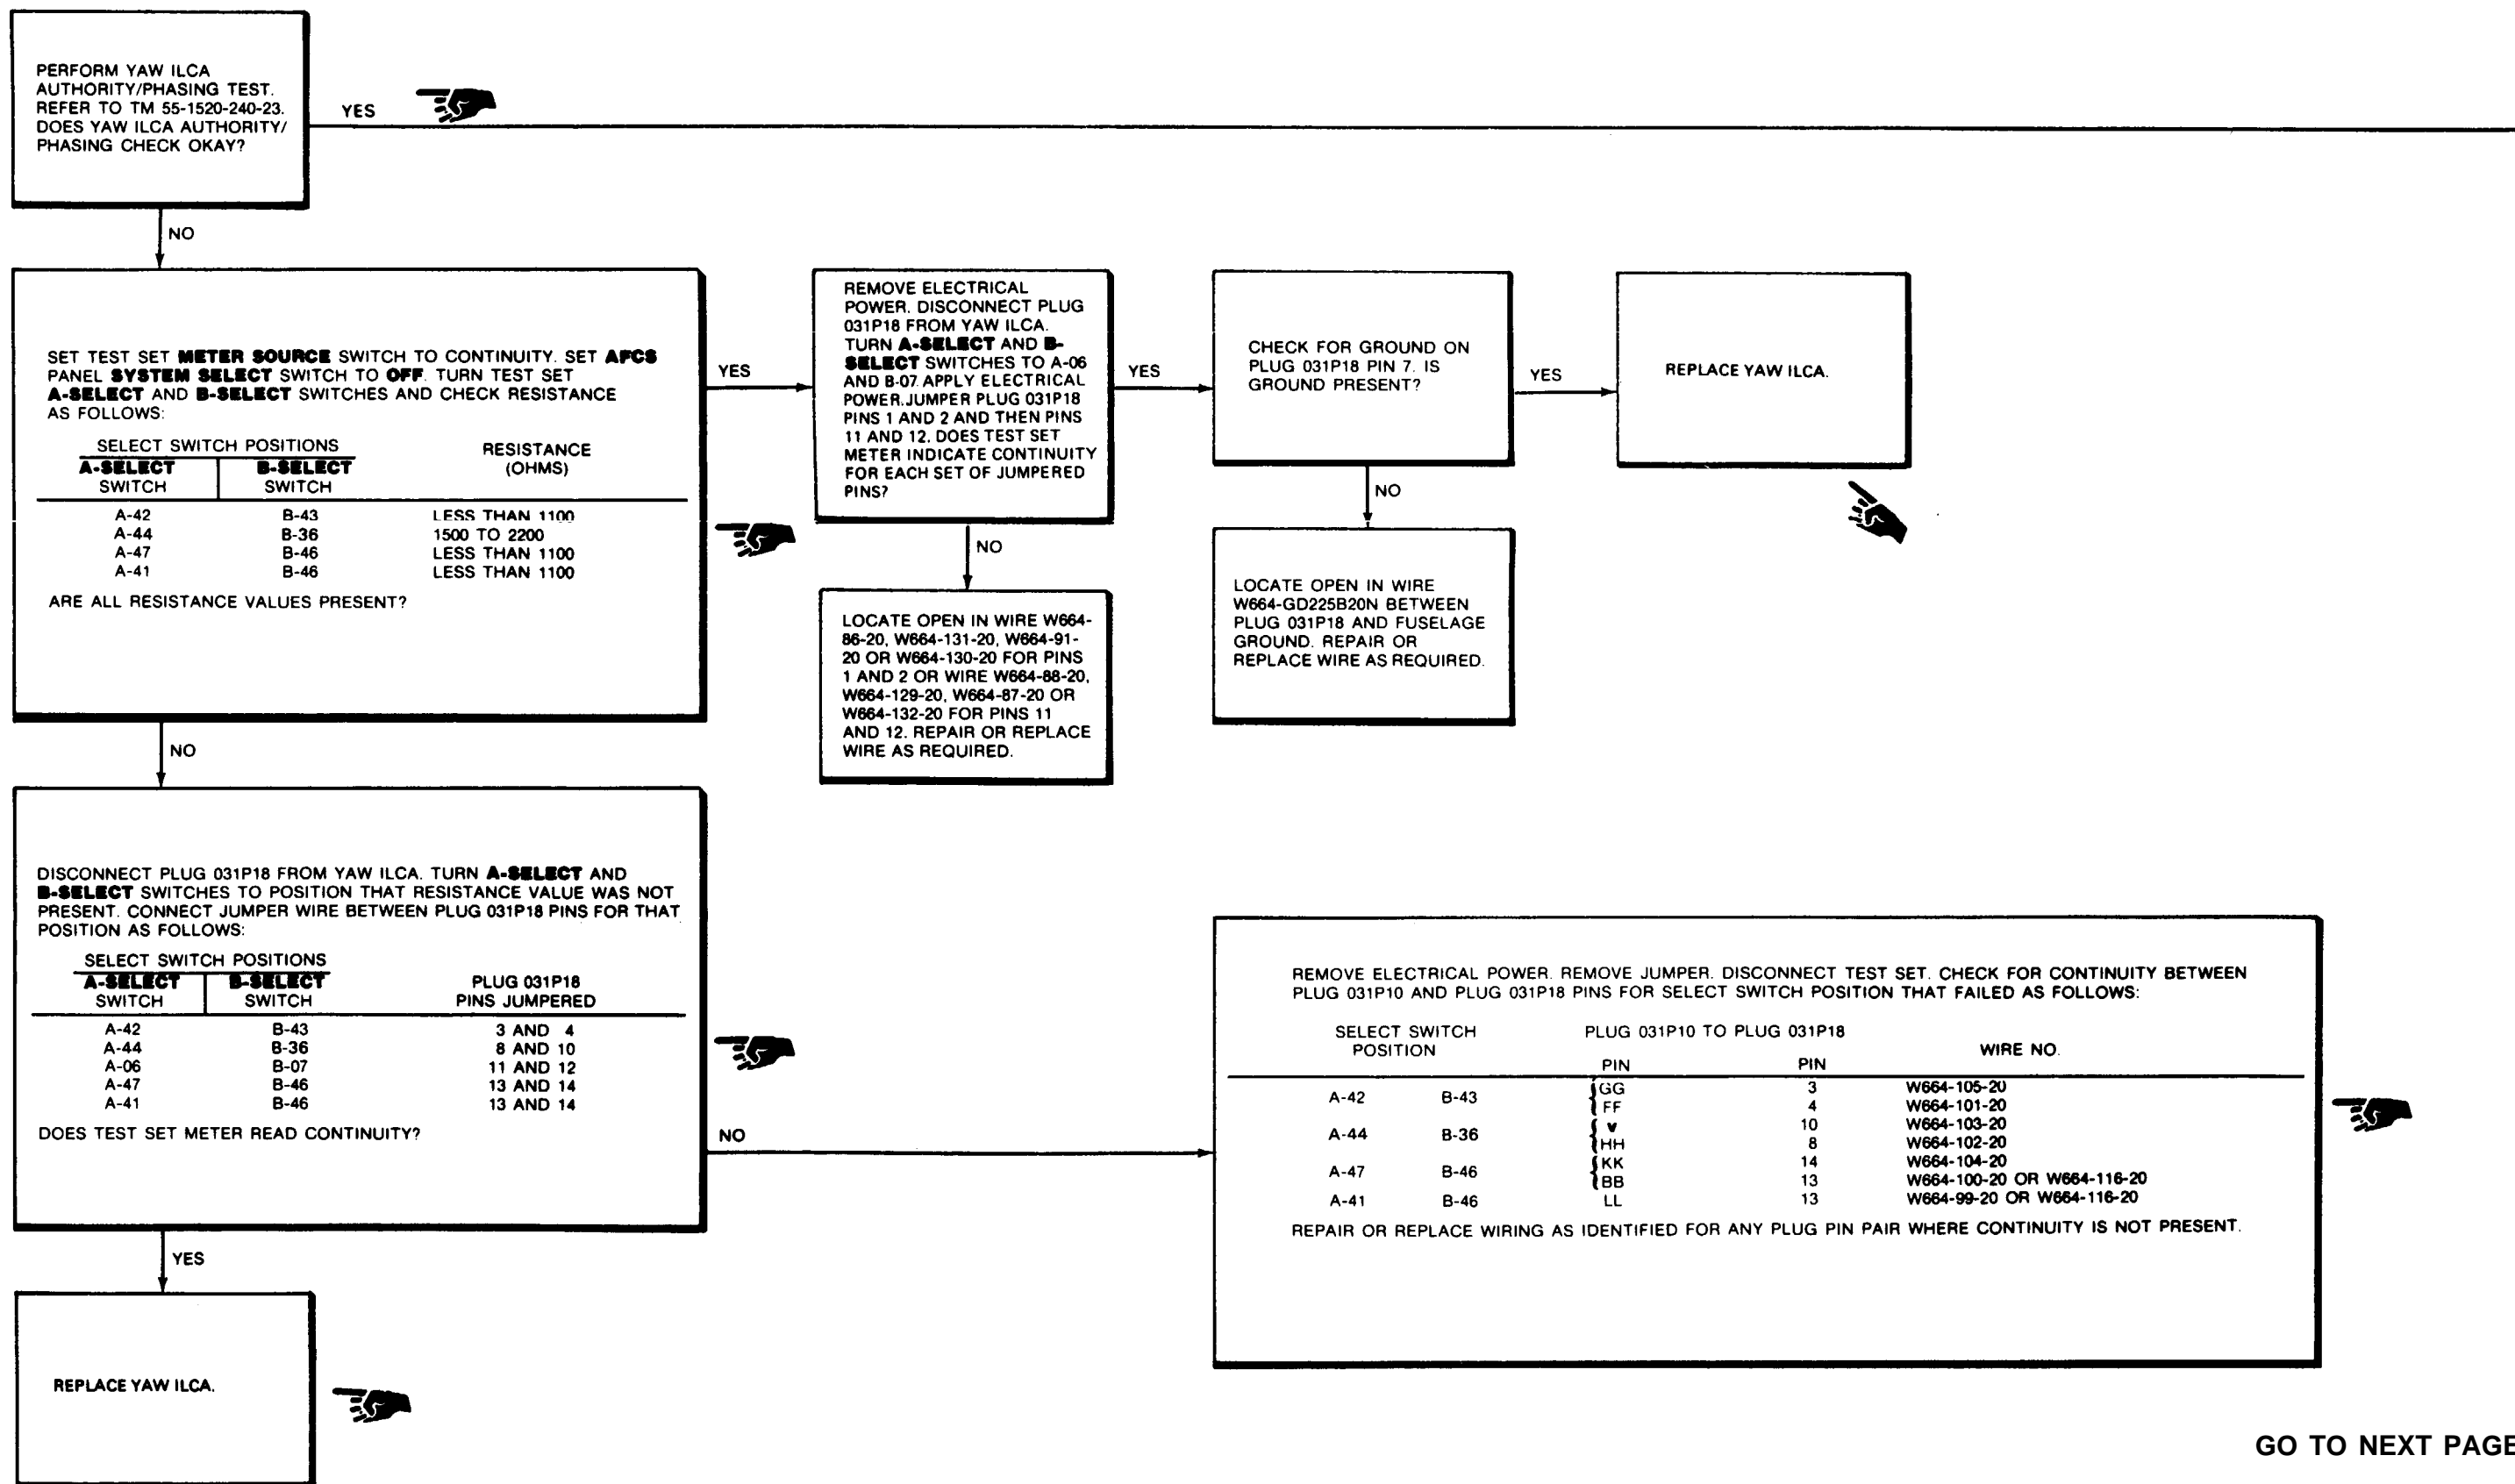 PERFORM YAW ILCA
AUTHORITY/PHASING TEST.
REFER TO TM 55-1520-240-23.
DOES YAW ILCA AUTHORITY/
PHASING CHECK OKAY?
YES
NO
SET TEST SET METER SOURCE SWITCH TO CONTINUITY. SET AFCS
PANEL SYSTEM SELECT SWITCH TO OFF. TURN TEST SET
A-SELECT AND B-SELECT SWITCHES AND CHECK RESISTANCE
AS FOLLOWS:
SELECT SWITCH POSITIONS RESISTANCE
A-SELECT B-SELECT (OHMS)
SWITCH SWITCH
A-42 B-43 LESS THAN 1100
A-44 B-36 1500 TO 2200
A-47 B-46 LESS THAN 1100
A-41 B-46 LESS THAN 1100
ARE ALL RESISTANCE VALUES PRESENT?
YES
REMOVE ELECTRICAL
POWER. DISCONNECT PLUG
031P18 FROM YAW ILCA.
TURN A-SELECT AND B-
SELECT SWITCHES TO A-06
AND B-07. APPLY ELECTRICAL
POWER. JUMPER PLUG 031P18
PINS 1 AND 2 AND THEN PINS
11 AND 12. DOES TEST SET
METER INDICATE CONTINUITY
FOR EACH SET OF JUMPERED
PINS?
YES
CHECK FOR GROUND ON
PLUG 031P18 PIN 7. IS
GROUND PRESENT?
YES
REPLACE YAW ILCA.
NO
LOCATE OPEN IN WIRE W664-
86-20, W664-131-20, W664-91-
20 OR W664-130-20 FOR PINS
1 AND 2 OR WIRE W664-88-20,
W664-129-20, W664-87-20 OR
W664-132-20 FOR PINS 11
AND 12. REPAIR OR REPLACE
WIRE AS REQUIRED.
NO
LOCATE OPEN IN WIRE
W664-GD225B20N BETWEEN
PLUG 031P18 AND FUSELAGE
GROUND. REPAIR OR
REPLACE WIRE AS REQUIRED.
NO
DISCONNECT PLUG 031P18 FROM YAW ILCA. TURN A-SELECT AND
B-SELECT SWITCHES TO POSITION THAT RESISTANCE VALUE WAS NOT
PRESENT. CONNECT JUMPER WIRE BETWEEN PLUG 031P18 PINS FOR THAT
POSITION AS FOLLOWS:
SELECT SWITCH POSITIONS
A-SELECT B-SELECT PLUG 031P18
SWITCH SWITCH PINS JUMPERED
A-42 B-43 3 AND 4
A-44 B-36 8 AND 10
A-06 B-07 11 AND 12
A-47 B-46 13 AND 14
A-41 B-46 13 AND 14
DOES TEST SET METER READ CONTINUITY?
NO
REMOVE ELECTRICAL POWER. REMOVE JUMPER. DISCONNECT TEST SET. CHECK FOR CONTINUITY BETWEEN
PLUG 031P10 AND PLUG 031P18 PINS FOR SELECT SWITCH POSITION THAT FAILED AS FOLLOWS:
SELECT SWITCH PLUG 031P10 TO PLUG 031P18
POSITION WIRE NO.
PIN PIN
A-42 B-43 { GG 3 W664-105-20
FF 4 W664-101-20
A-44 B-36 { v 10 W664-103-20
HH 8 W664-102-20
A-47 B-46 { KK 14 W664-104-20
BB 13 W664-100-20 OR W664-116-20
A-41 B-46 LL 13 W664-99-20 OR W664-116-20
REPAIR OR REPLACE WIRING AS IDENTIFIED FOR ANY PLUG PIN PAIR WHERE CONTINUITY IS NOT PRESENT.
YES
REPLACE YAW ILCA.
GO TO NEXT PAGE